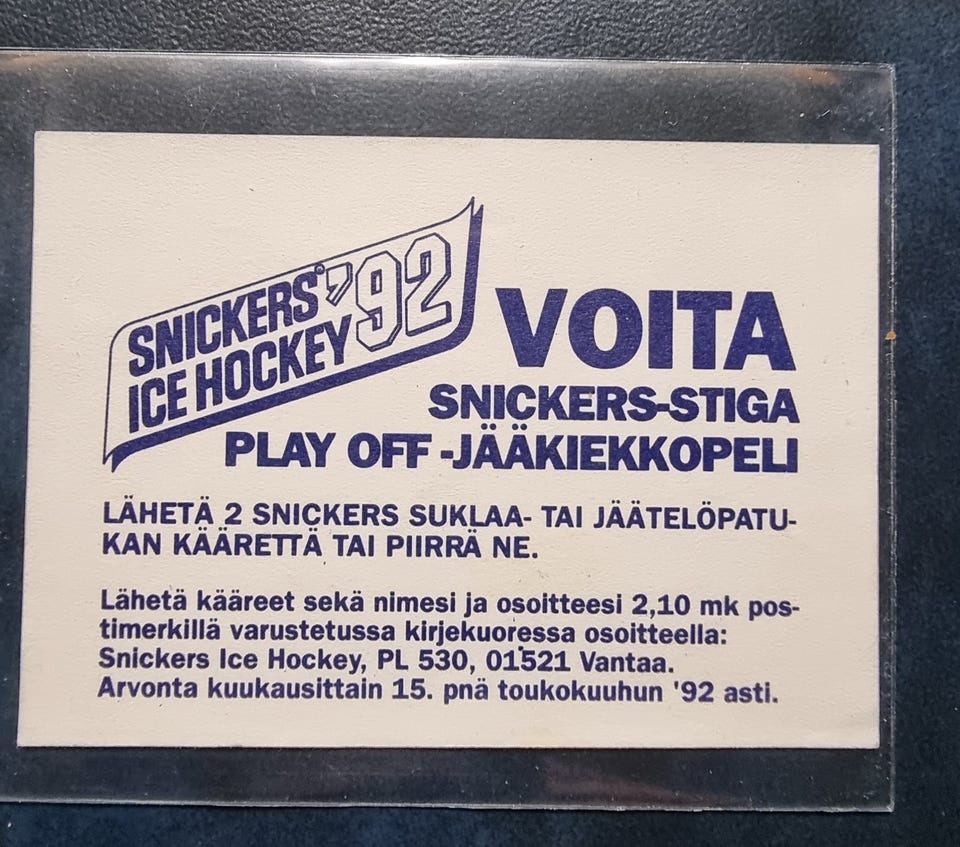 SNICKERS® '92
ICE HOCKEY
VOITA
SNICKERS-STIGA
PLAY OFF -JÄÄKIEKKOPELI
LÄHETÄ 2 SNICKERS SUKLAA- TAI JÄÄTELÖPATU-
KAN KÄÄRETTÄ TAI PIIRRÄ NE.
Lähetä kääreet sekä nimesi ja osoitteesi 2,10 mk pos-
timerkillä varustetussa kirjekuoressa osoitteella:
Snickers Ice Hockey, PL 530, 01521 Vantaa.
Arvonta kuukausittain 15. pnä toukokuuhun '92 asti.